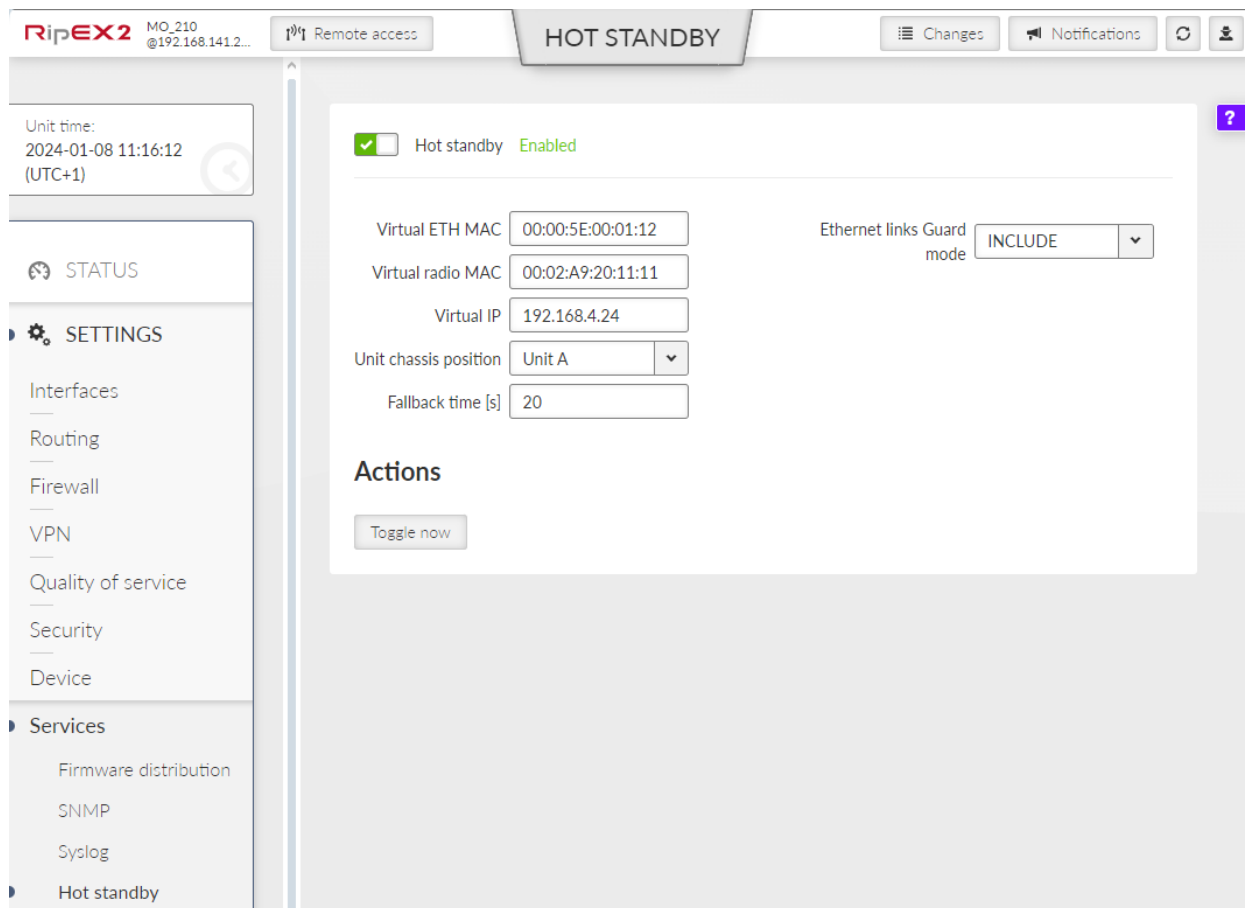 RipEX2
MO_210
@192.168.141.2...
Remote access
HOT STANDBY
Changes
Notifications
?
Unit time:
2024-01-08 11:16:12
(UTC+1)
STATUS
SETTINGS
Interfaces
Routing
Firewall
VPN
Quality of service
Security
Device
Services
Firmware distribution
SNMP
Syslog
Hot standby
Hot standby Enabled
Virtual ETH MAC 00:00:5E:00:01:12
Virtual radio MAC 00:02:A9:20:11:11
Virtual IP 192.168.4.24
Unit chassis position Unit A
Fallback time [s] 20
Ethernet links Guard
mode
INCLUDE
Actions
Toggle now